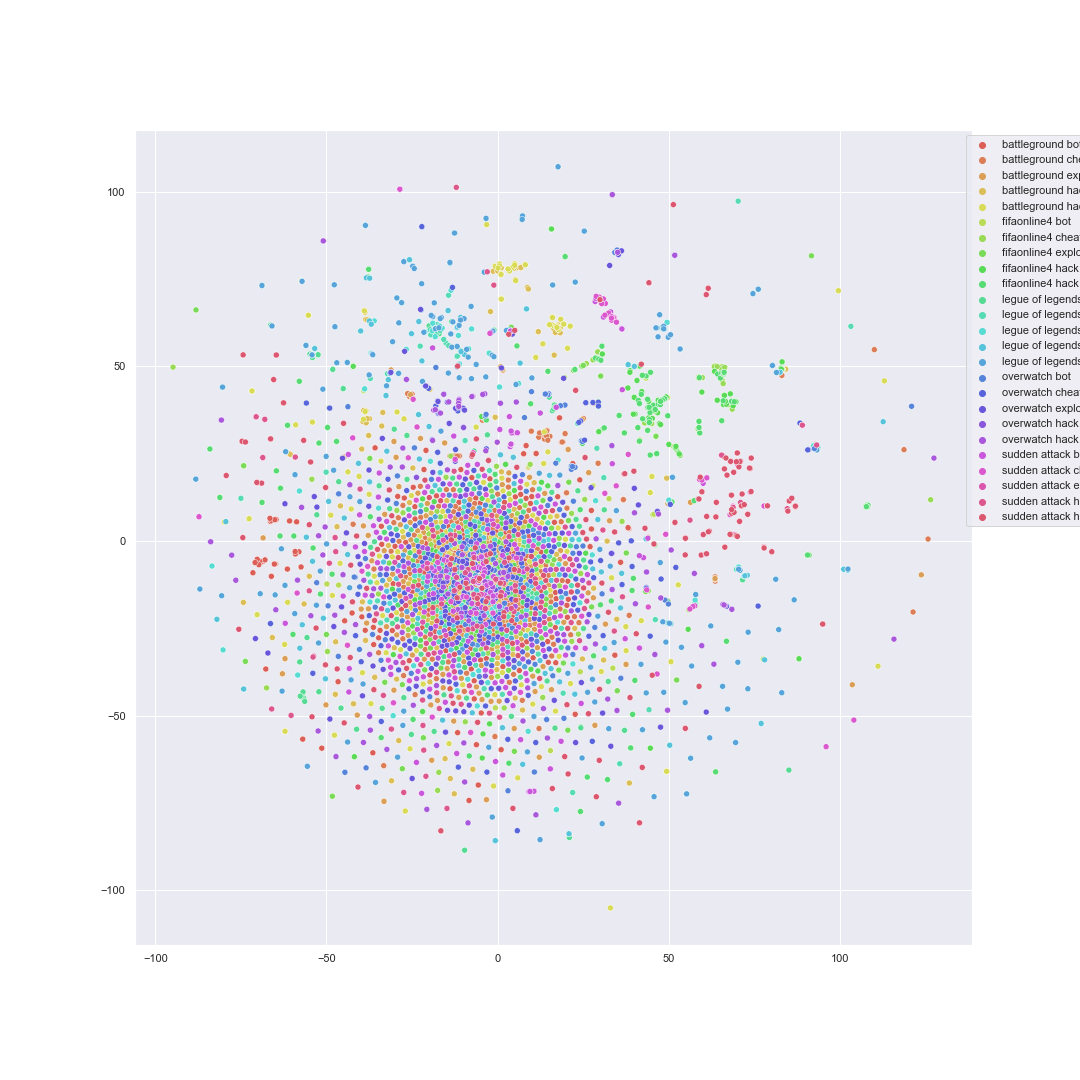 100
50
0
−50
−100
−100
−50
0
50
100
battleground bot
battleground che
battleground exp
battleground hac
battleground hac
fifaonline4 bot
fifaonline4 cheat
fifaonline4 explo
fifaonline4 hack
fifaonline4 hack
legue of legends
legue of legends
legue of legends
legue of legends
legue of legends
overwatch bot
overwatch cheat
overwatch explo
overwatch hack
overwatch hack
sudden attack b
sudden attack cl
sudden attack e
sudden attack h
sudden attack h